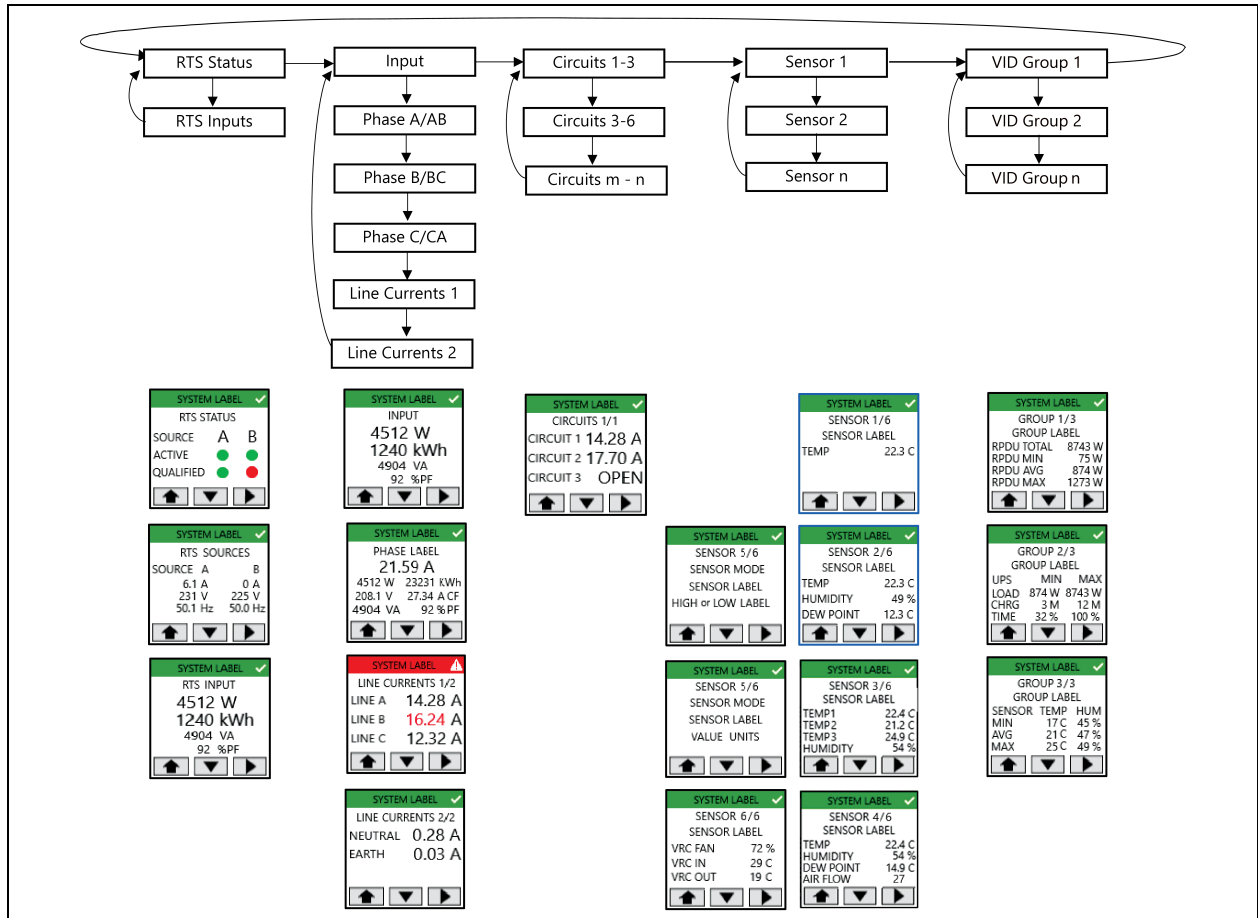 RTS Status
Input
Circuits 1-3
Sensor 1
VID Group 1
RTS Inputs
Phase A/AB
Circuits 3-6
Sensor 2
VID Group 2
Phase B/BC
Circuits m - n
Sensor n
VID Group n
Phase C/CA
Line Currents 1
Line Currents 2
SYSTEM LABEL
RTS STATUS
SOURCE A B
ACTIVE
QUALIFIED
SYSTEM LABEL
RTS SOURCES
SOURCE A B
6.1 A 0 A
231 V 225 V
50.1 Hz 50.0 Hz
SYSTEM LABEL
RTS INPUT
4512 W
1240 kWh
4904 VA
92 %PF
SYSTEM LABEL
INPUT
4512 W
1240 kWh
4904 VA
92 %PF
SYSTEM LABEL
PHASE LABEL
21.59 A
4512 W 23231 kWh
208.1 V 27.34 A CF
4904 VA 92 % PF
SYSTEM LABEL
LINE CURRENTS 1/2
LINE A 14.28 A
LINE B 16.24 A
LINE C 12.32 A
SYSTEM LABEL
LINE CURRENTS 2/2
NEUTRAL 0.28 A
EARTH 0.03 A
SYSTEM LABEL
CIRCUITS 1/1
CIRCUIT 1 14.28 A
CIRCUIT 2 17.70 A
CIRCUIT 3 OPEN
SYSTEM LABEL
SENSOR 5/6
SENSOR MODE
SENSOR LABEL
HIGH or LOW LABEL
SYSTEM LABEL
SENSOR 5/6
SENSOR MODE
SENSOR LABEL
VALUE UNITS
SYSTEM LABEL
SENSOR 6/6
SENSOR LABEL
VRC FAN 72 %
VRC IN 29 C
VRC OUT 19 C
SYSTEM LABEL
SENSOR 1/6
SENSOR LABEL
TEMP 22.3 C
SYSTEM LABEL
SENSOR 2/6
SENSOR LABEL
TEMP 22.3 C
HUMIDITY 49 %
DEW POINT 12.3 C
SYSTEM LABEL
SENSOR 3/6
SENSOR LABEL
TEMP1 22.4 C
TEMP2 21.2 C
TEMP3 24.9 C
HUMIDITY 54 %
SYSTEM LABEL
SENSOR 4/6
SENSOR LABEL
TEMP 22.4 C
HUMIDITY 54 %
DEW POINT 14.9 C
AIR FLOW 27
SYSTEM LABEL
GROUP 1/3
GROUP LABEL
RPDU TOTAL 8743 W
RPDU MIN 75 W
RPDU AVG 874 W
RPDU MAX 1273 W
SYSTEM LABEL
GROUP 2/3
GROUP LABEL
UPS MIN MAX
LOAD 874 W 8743 W
CHRG 3 M 12 M
TIME 32 % 100 %
SYSTEM LABEL
GROUP 3/3
GROUP LABEL
SENSOR TEMP HUM
MIN 17 C 45 %
AVG 21 C 47 %
MAX 25 C 49 %